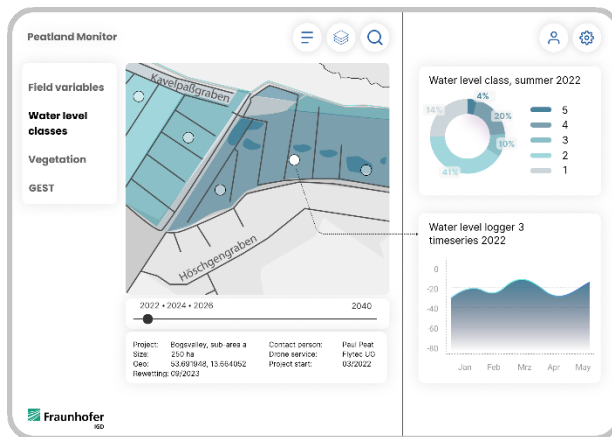 Peatland Monitor
Field variables
Water level
classes
Vegetation
GEST
Kavelpaßgraben
Höschgengraben
2022 • 2024 • 2026
2040
Project: Bogsvalley, sub-area a
Size: 250 ha
Geo: 53.691948, 13.664052
Rewetting: 09/2023
Contact person: Paul Peat
Drone service: Flytec UG
Project start: 03/2022
Fraunhofer
IGD
Water level class, summer 2022
4%
20%
10%
41%
14%
5
4
3
2
1
Water level logger 3
timeseries 2022
0
-20
-40
-60
-80
Jan Feb Mrz Apr May